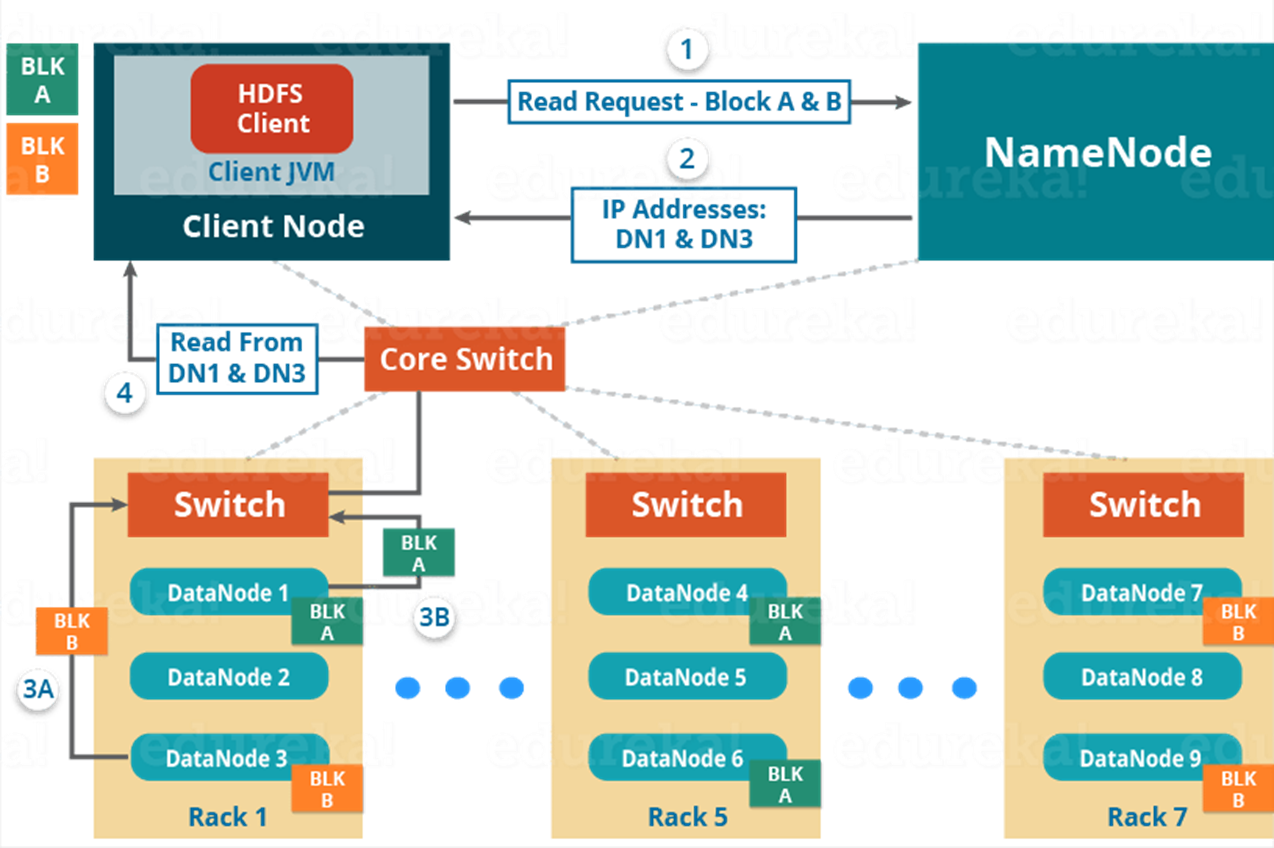 BLK
A
BLK
B
HDFS
Client
Client JVM
Client Node
1
Read Request - Block A & B
2
IP Addresses:
DN1 & DN3
NameNode
Read From
DN1 & DN3
4
Core Switch
Switch
DataNode 1
BLK
A
BLK
A
3B
BLK
B
3A
DataNode 2
DataNode 3
BLK
B
Rack 1
Switch
DataNode 4
BLK
A
DataNode 5
DataNode 6
BLK
A
Rack 5
Switch
DataNode 7
BLK
B
DataNode 8
DataNode 9
BLK
B
Rack 7
edureka!